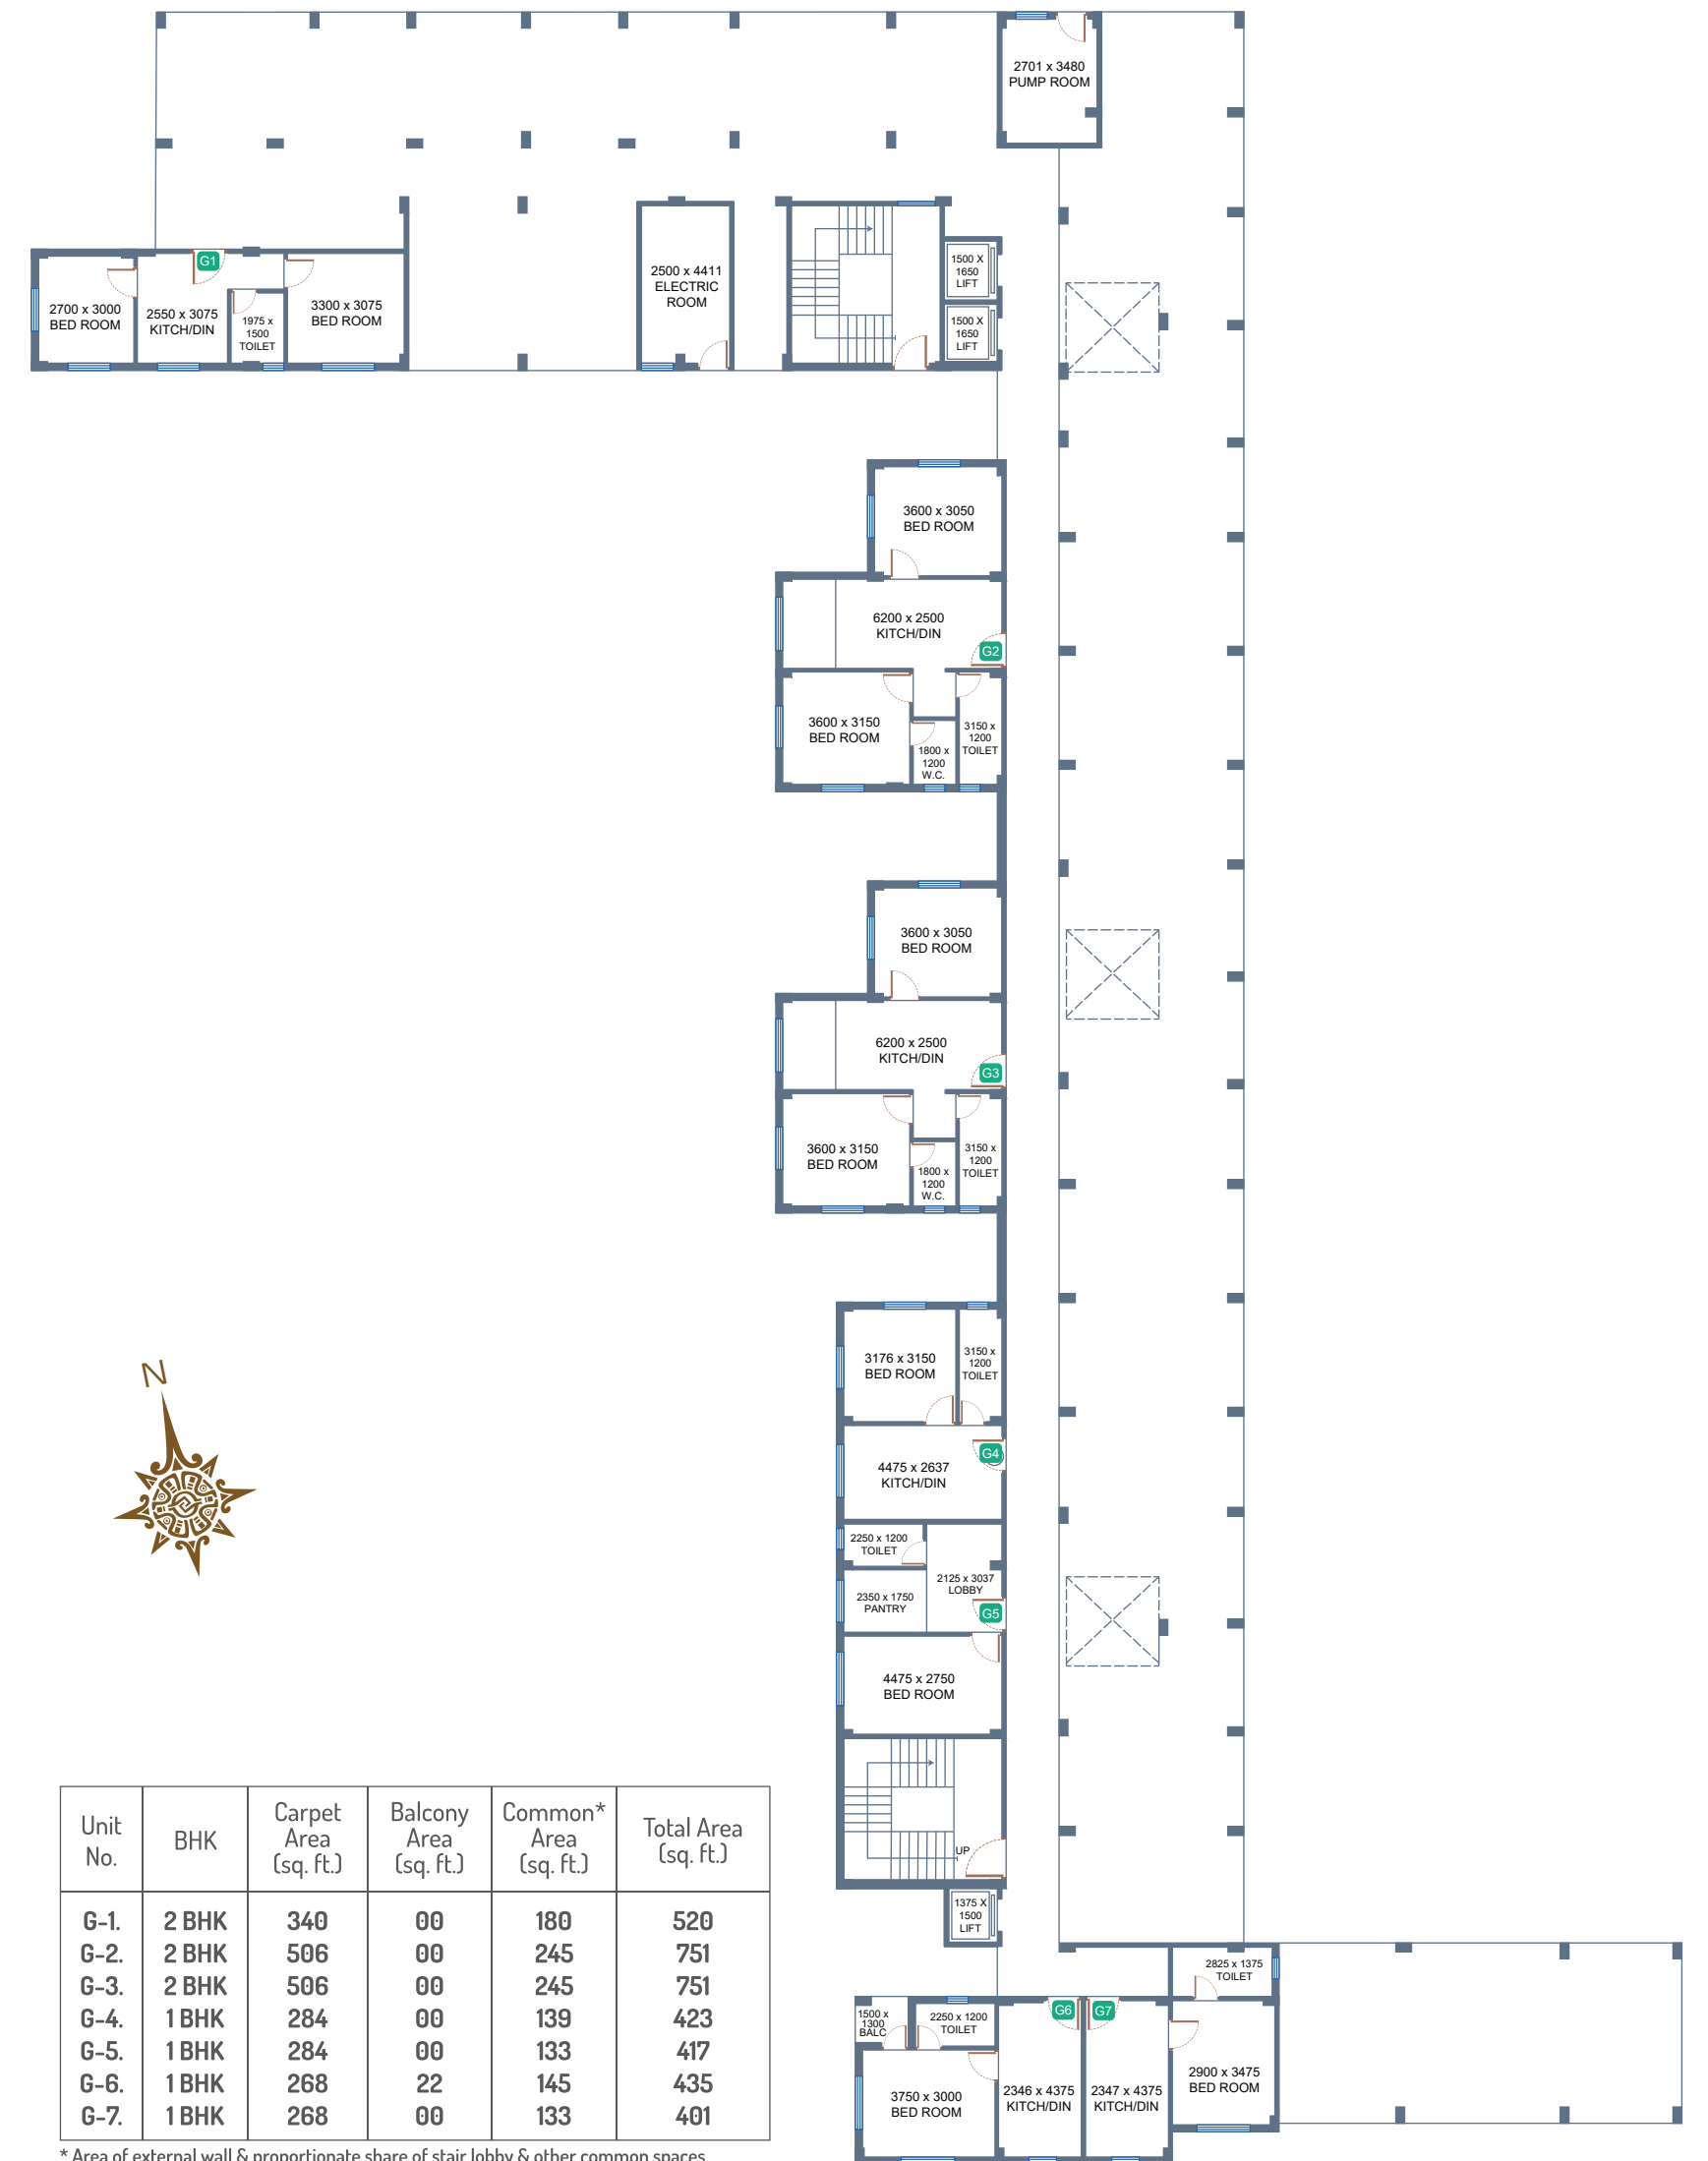 2701 x 3480
PUMP ROOM
2500 x 4411
ELECTRIC
ROOM
1500 X
1650
LIFT
1500 X
1650
LIFT
G1
2700 x 3000
BED ROOM
2550 x 3075
KITCH/DIN
1975 x
1500
TOILET
3300 x 3075
BED ROOM
3600 x 3050
BED ROOM
6200 x 2500
KITCH/DIN
G2
3600 x 3150
BED ROOM
1800 x
1200
W.C.
3150 x
1200
TOILET
3600 x 3050
BED ROOM
6200 x 2500
KITCH/DIN
G3
3600 x 3150
BED ROOM
1800 x
1200
W.C.
3150 x
1200
TOILET
3176 x 3150
BED ROOM
3150 x
1200
TOILET
N
4475 x 2637
KITCH/DIN
G4
2250 x 1200
TOILET
2125 x 3037
LOBBY
2350 x 1750
PANTRY
G5
4475 x 2750
BED ROOM
UP
1375 X
1500
LIFT
2825 x 1375
TOILET
1500 x
1300
BALC
2250 x 1200
TOILET
G6
G7
3750 x 3000
BED ROOM
2346 x 4375
KITCH/DIN
2347 x 4375
KITCH/DIN
2900 x 3475
BED ROOM
Unit No. BHK Carpet Area (sq. ft.) Balcony Area (sq. ft.) Common* Area (sq. ft.) Total Area (sq. ft.)
G-1. 2 BHK 340 00 180 520
G-2. 2 BHK 506 00 245 751
G-3. 2 BHK 506 00 245 751
G-4. 1 BHK 284 00 139 423
G-5. 1 BHK 284 00 133 417
G-6. 1 BHK 268 22 145 435
G-7. 1 BHK 268 00 133 401
* Area of external wall & proportionate share of stair lobby & other common spaces